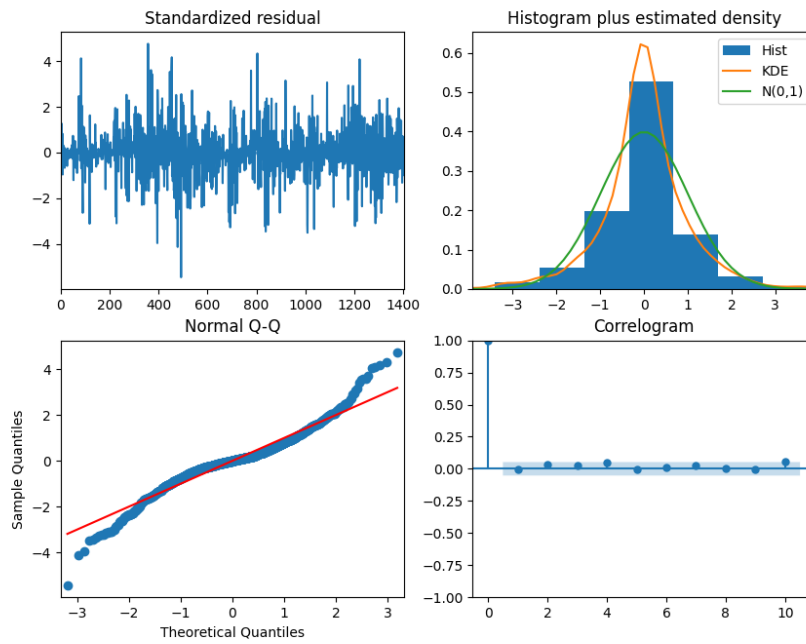 Standardized residual
4
2
0
−2
−4
0 200 400 600 800 1000 1200 1400
Histogram plus estimated density
Hist
KDE
N(0,1)
0.6
0.5
0.4
0.3
0.2
0.1
0.0
−3 −2 −1 0 1 2 3
Normal Q-Q
Sample Quantiles
4
2
0
−2
−4
−3 −2 −1 0 1 2 3
Theoretical Quantiles
Correlogram
1.00
0.75
0.50
0.25
0.00
−0.25
−0.50
−0.75
−1.00
0 2 4 6 8 10